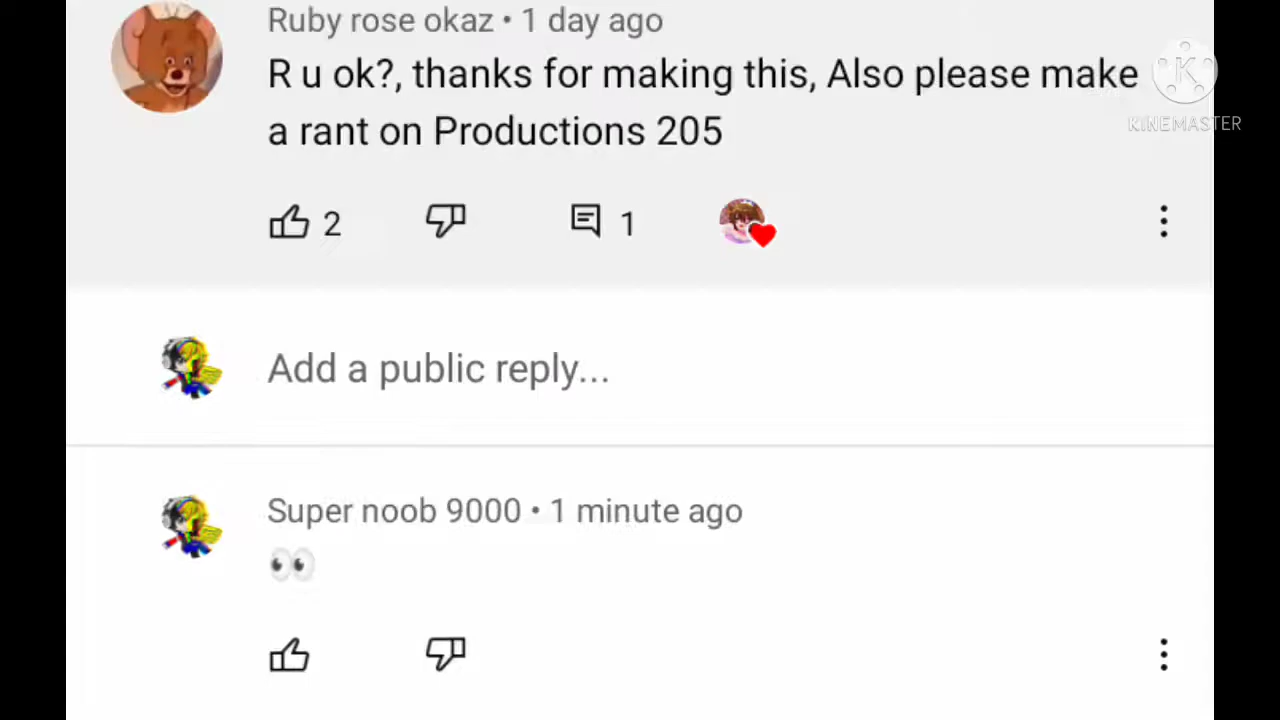 Ruby rose okaz • 1 day ago
R u ok?, thanks for making this, Also please make
a rant on Productions 205
KINEMASTER
2
1
Add a public reply...
Super noob 9000 • 1 minute ago
👀